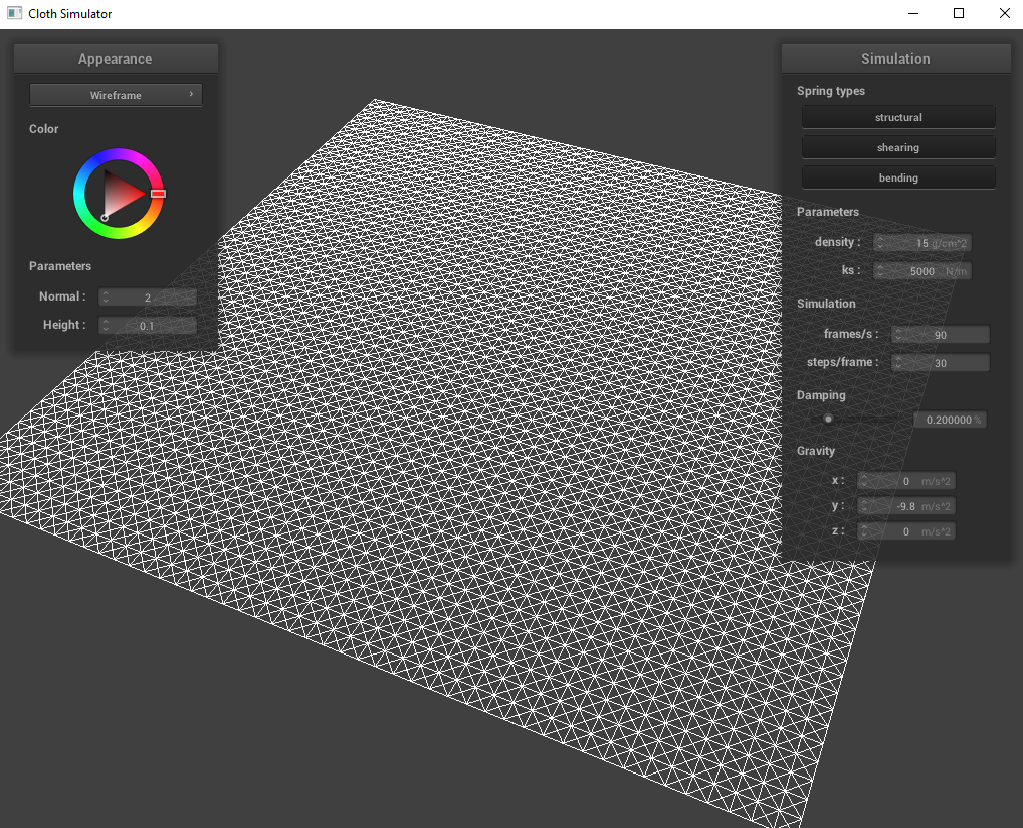 Cloth Simulator
Appearance
Wireframe
Color
Parameters
Normal : 2
Height : 0.1
Simulation
Spring types
structural
shearing
bending
Parameters
density : 15 g/cm^2
ks : 5000 N/m
Simulation
frames/s : 90
steps/frame : 30
Damping
0.200000 %
Gravity
x : 0 m/s^2
y : -9.8 m/s^2
z : 0 m/s^2